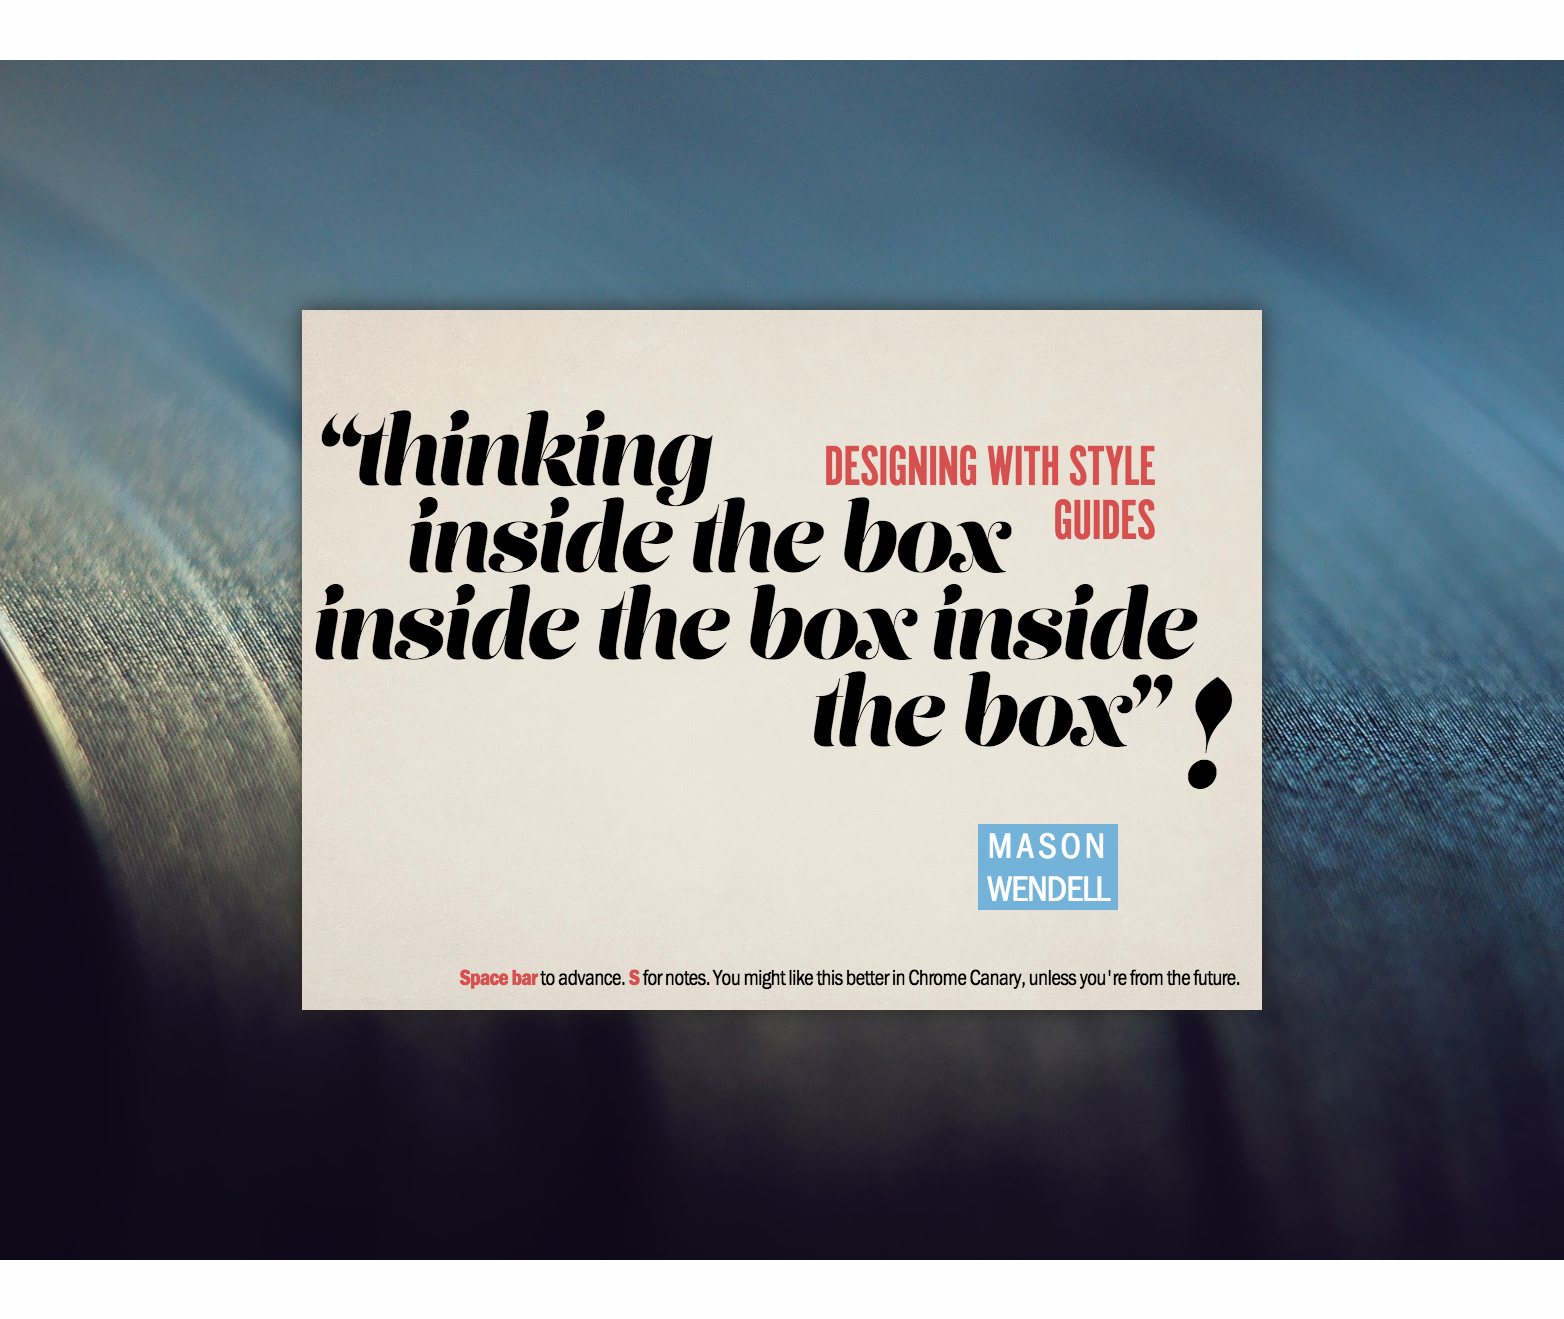 “thinking
inside the box
inside the box inside
the box”!
DESIGNING WITH STYLE
GUIDES
MASON
WENDELL
Space bar to advance. S for notes. You might like this better in Chrome Canary, unless you're from the future.